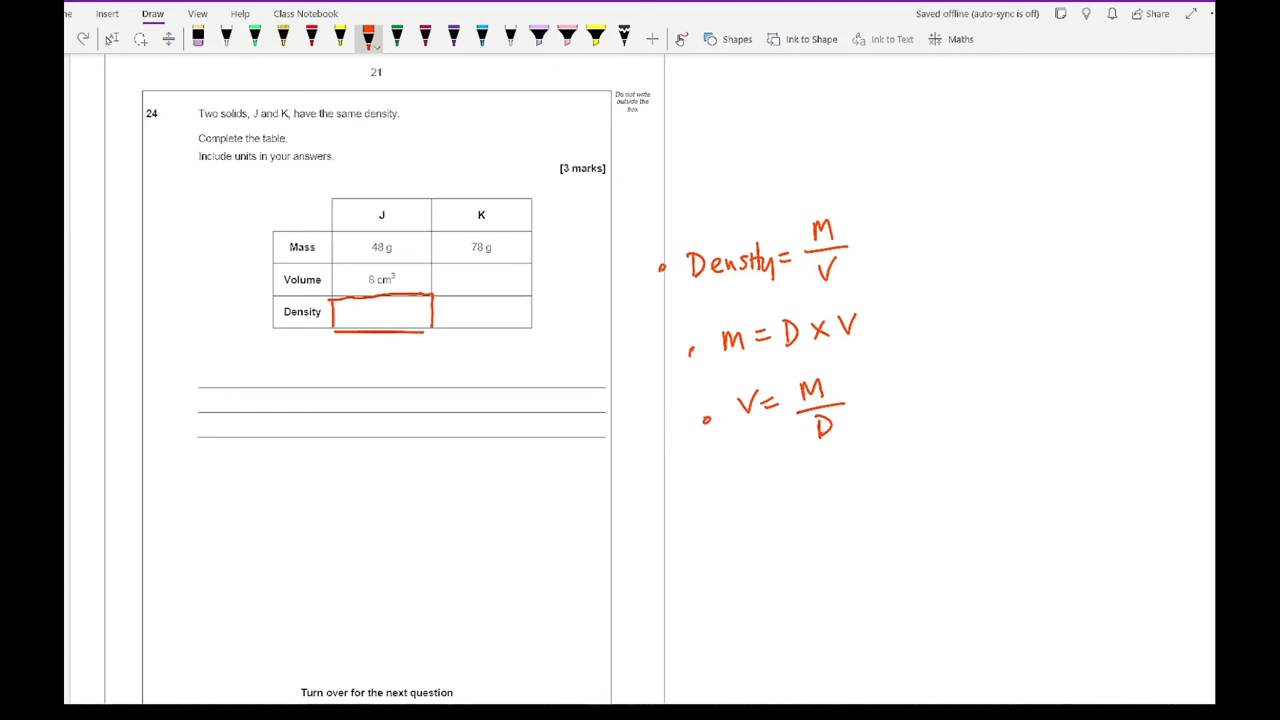 me Insert Draw View Help Class Notebook Saved offline (auto-sync is off) Share
Shapes Ink to Shape Ink to Text Maths
21
Do not write
outside the
box
24 Two solids, J and K, have the same density.
Complete the table.
Include units in your answers.
[3 marks]
J K
Mass 48 g 78 g
Volume 8 cm³
Density
Density = M
V
m = D x V
V = M
D
Turn over for the next question